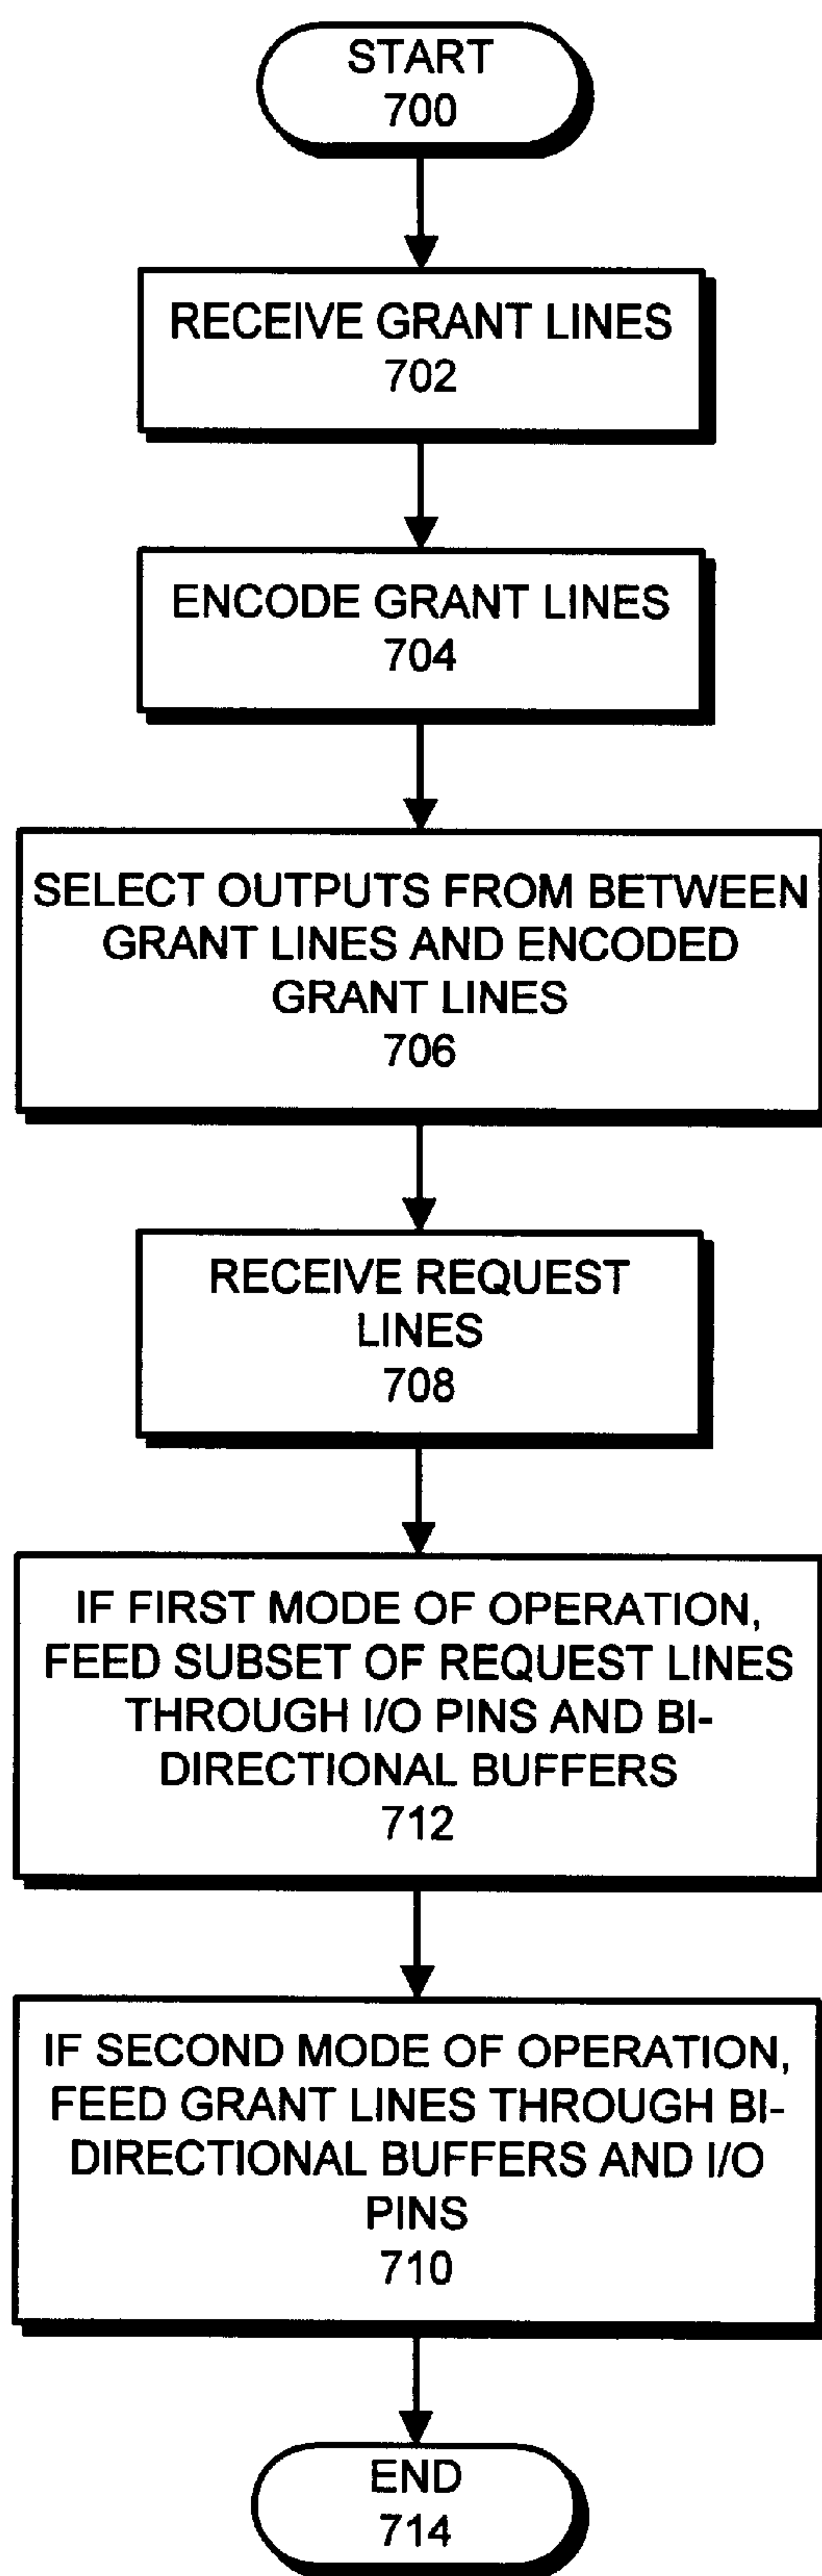 START
700
RECEIVE GRANT LINES
702
ENCODE GRANT LINES
704
SELECT OUTPUTS FROM BETWEEN
GRANT LINES AND ENCODED
GRANT LINES
706
RECEIVE REQUEST
LINES
708
IF FIRST MODE OF OPERATION,
FEED SUBSET OF REQUEST LINES
THROUGH I/O PINS AND BI-
DIRECTIONAL BUFFERS
712
IF SECOND MODE OF OPERATION,
FEED GRANT LINES THROUGH BI-
DIRECTIONAL BUFFERS AND I/O
PINS
710
END
714